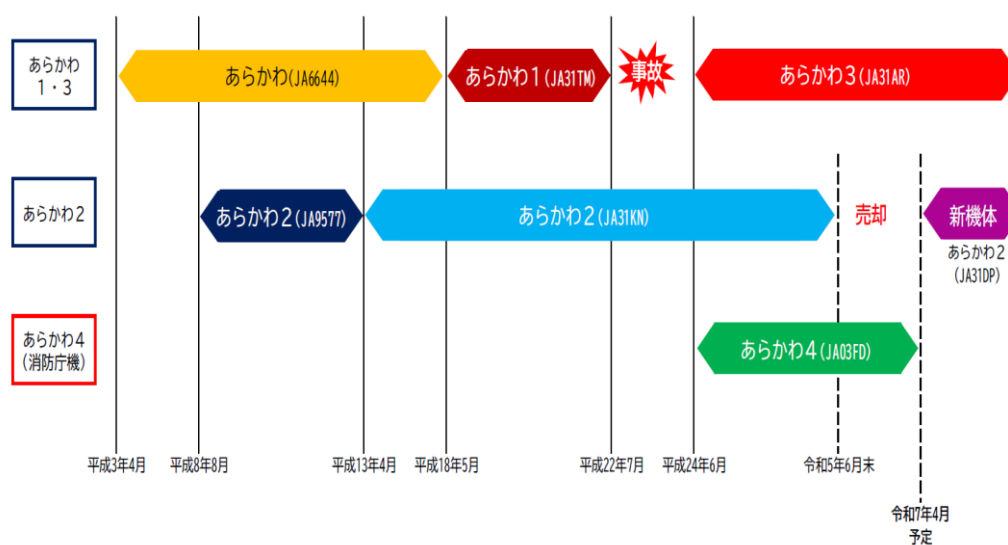 あらかわ
1・3
あらかわ(JA6644)
あらかわ1(JA31TM)
事故
あらかわ3(JA31AR)
あらかわ2
あらかわ2(JA9577)
あらかわ2(JA31KN)
売却
新機体
あらかわ2
(JA31DP)
あらかわ4
(消防庁機)
あらかわ4(JA03FD)
平成3年4月
平成8年8月
平成13年4月
平成18年5月
平成22年7月
平成24年6月
令和5年6月末
令和7年4月
予定